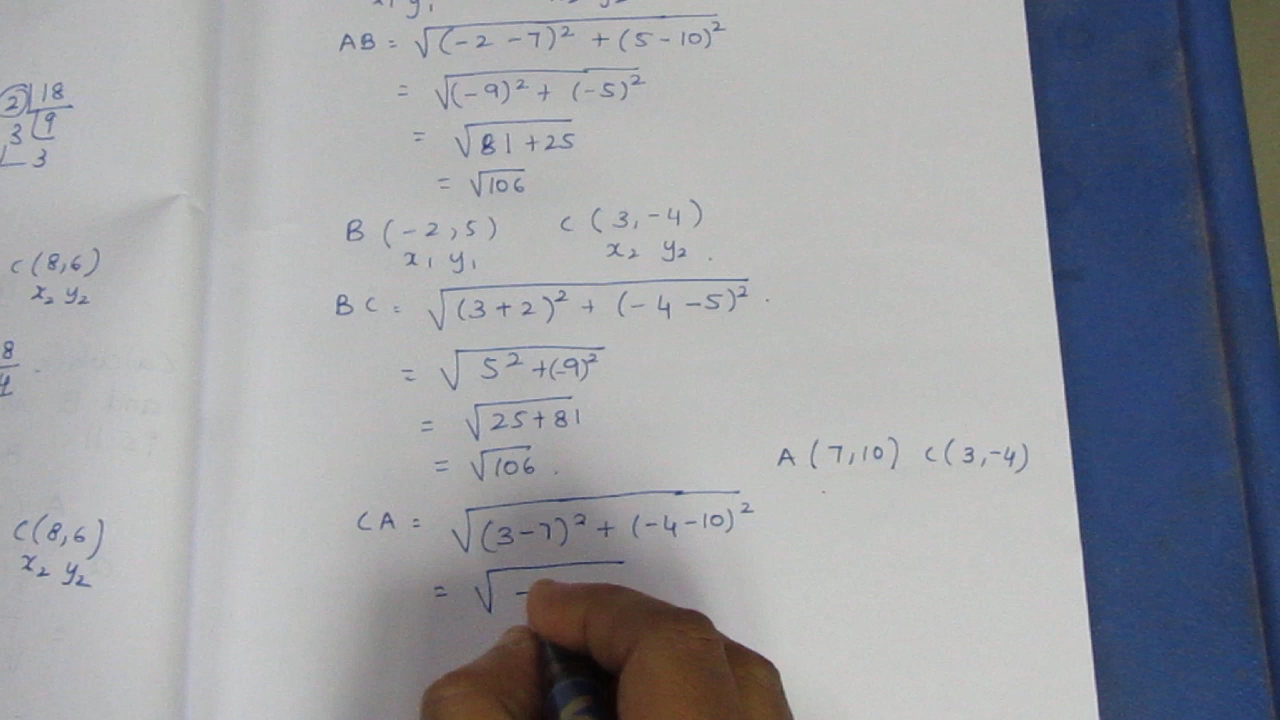 AB = √(-2 -7)² + (5-10)²
= √(-9)² + (-5)²
= √81 +25
= √106
B (-2,5) C (3,-4)
x₁ y₁ x₂ y₂ .
BC = √(3+2)² + (-4-5)² .
= √5² +(-9)²
= √25+81
= √106 .
A (7,10) C(3,-4)
CA = √(3-7)² + (-4-10)²
= √-
2 18
3 9
3
C(8,6)
x₂ y₂
8
4 .
C(8,6)
x₂ y₂